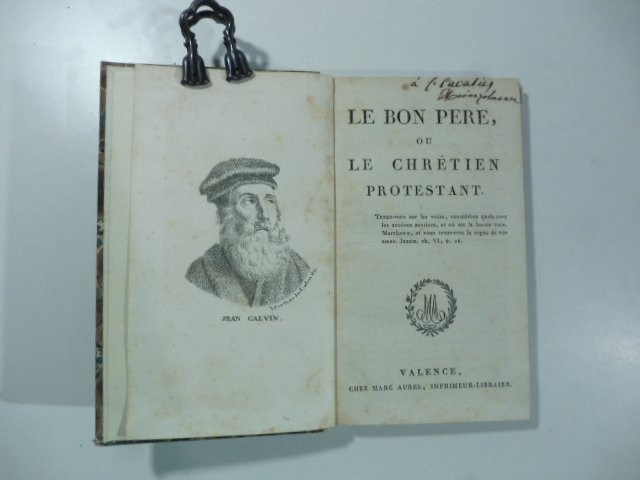 JEAN CALVIN.
à
LE BON PERE,
OU
LE CHRÉTIEN
PROTESTANT.
Tenez-vous sur les voies, considérez quels sont
les anciens sentiers, et où est la bonne voie.
Marchez-y, et vous trouverez le repos de vos
ames. Jérém. ch. VI, v. 16.
MA
VALENCE,
CHEZ MARC AUREL, IMPRIMEUR-LIBRAIRE.